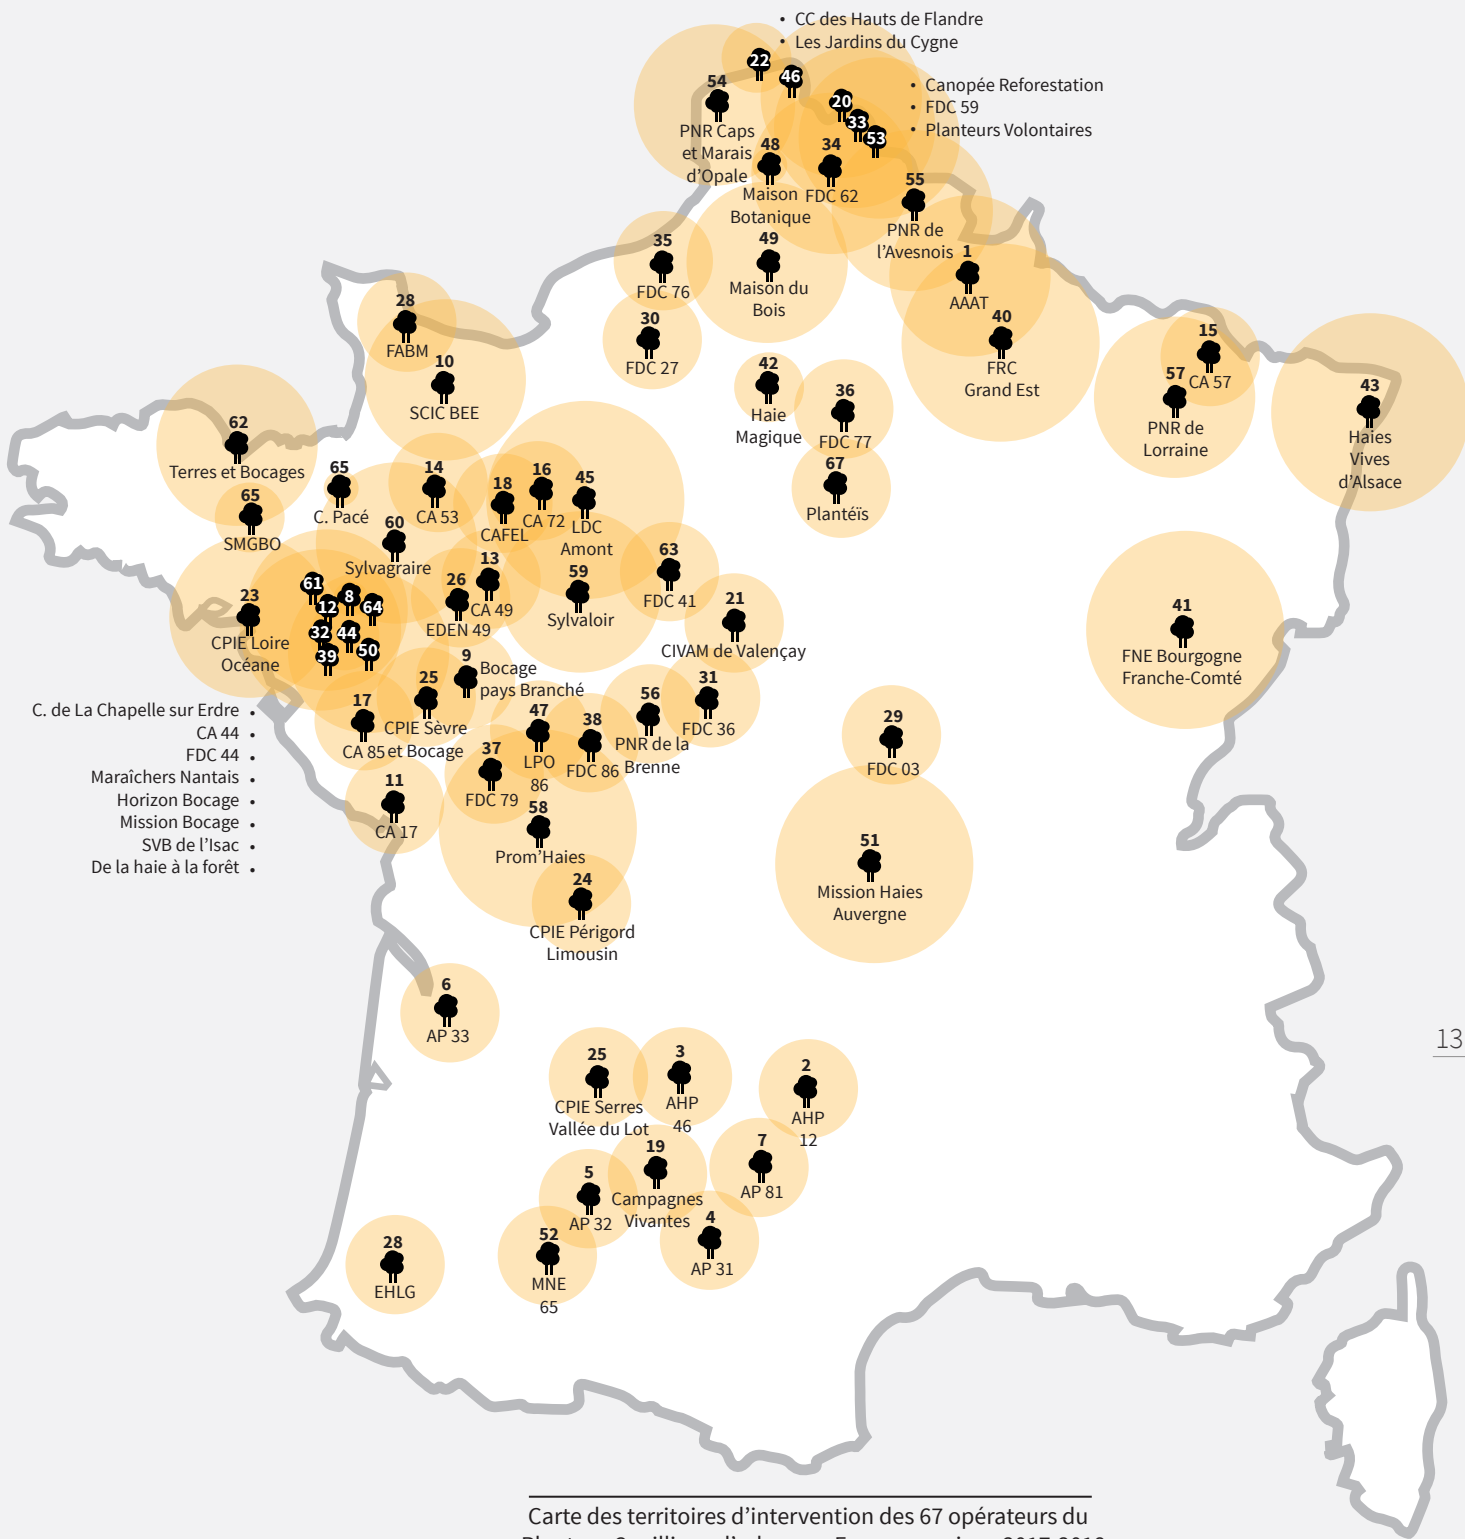 • CC des Hauts de Flandre
• Les Jardins du Cygne
22
46
54
PNR Caps
et Marais
d’Opale
20
33
53
• Canopée Reforestation
• FDC 59
• Planteurs Volontaires
48
Maison
Botanique
34
FDC 62
55
PNR de
l’Avesnois
35
FDC 76
49
Maison du
Bois
1
AAAT
28
FABM
30
FDC 27
40
FRC
Grand Est
10
SCIC BEE
42
Haie
Magique
36
FDC 77
15
CA 57
57
PNR de
Lorraine
43
Haies
Vives
d’Alsace
62
Terres et Bocages
65
C. Pacé
14
CA 53
18
CAFEL
16
CA 72
45
LDC
Amont
67
Plantéïs
65
SMGBO
60
Sylvagraire
13
CA 49
26
EDEN 49
59
Sylvaloir
63
FDC 41
21
CIVAM de Valençay
41
FNE Bourgogne
Franche-Comté
23
CPIE Loire
Océane
61
12
8
64
32
44
39
50
9
Bocage
pays Branché
25
CPIE Sèvre
et Bocage
17
CA 85
C. de La Chapelle sur Erdre •
CA 44 •
FDC 44 •
Maraîchers Nantais •
Horizon Bocage •
Mission Bocage •
SVB de l’Isac •
De la haie à la forêt •
47
LPO
86
38
FDC 86
56
PNR de la
Brenne
31
FDC 36
29
FDC 03
37
FDC 79
11
CA 17
58
Prom’Haies
51
Mission Haies
Auvergne
24
CPIE Périgord
Limousin
6
AP 33
13
25
CPIE Serres
Vallée du Lot
3
AHP
46
2
AHP
12
19
Campagnes
Vivantes
7
AP 81
5
AP 32
4
AP 31
28
EHLG
52
MNE
65
Carte des territoires d’intervention des 67 opérateurs du